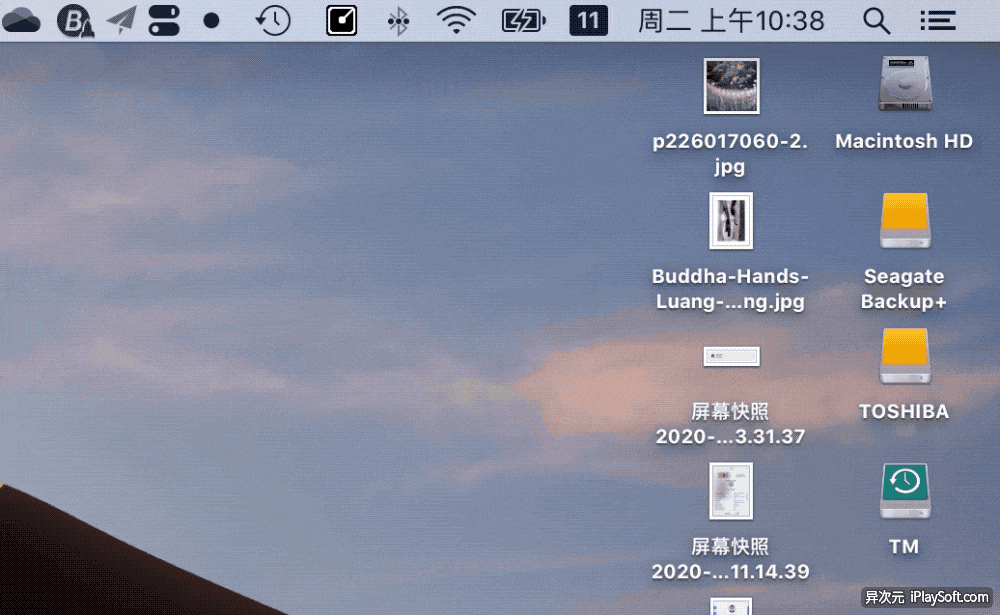 11
周二 上午10:38
p226017060-2.
jpg
Macintosh HD
Buddha-Hands-
Luang-...ng.jpg
Seagate
Backup+
屏幕快照
2020-...3.31.37
TOSHIBA
屏幕快照
2020-...11.14.39
TM
异次元 iPlaySoft.com